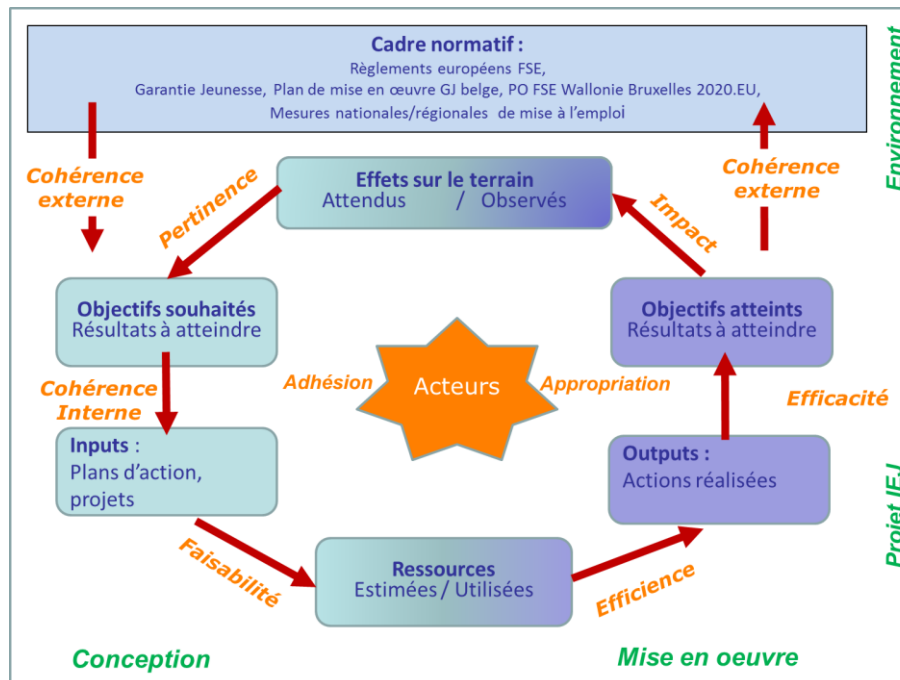 Cadre normatif :
Règlements européens FSE,
Garantie Jeunesse, Plan de mise en œuvre GJ belge, PO FSE Wallonie Bruxelles 2020.EU,
Mesures nationales/régionales de mise à l'emploi
Environnement
Cohérence
externe
Pertinence
Effets sur le terrain
Attendus / Observés
Impact
Cohérence
externe
Objectifs souhaités
Résultats à atteindre
Objectifs atteints
Résultats à atteindre
Cohérence
Interne
Adhésion
Acteurs
Appropriation
Efficacité
Inputs :
Plans d'action,
projets
Outputs :
Actions réalisées
Projet IEJ
Faisabilité
Ressources
Estimées / Utilisées
Efficience
Conception
Mise en oeuvre